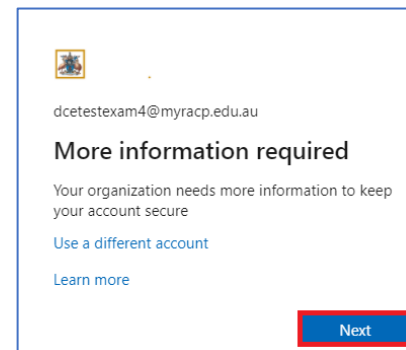 dcetestexam4@myracp.edu.au
More information required
Your organization needs more information to keep
your account secure
Use a different account
Learn more
Next